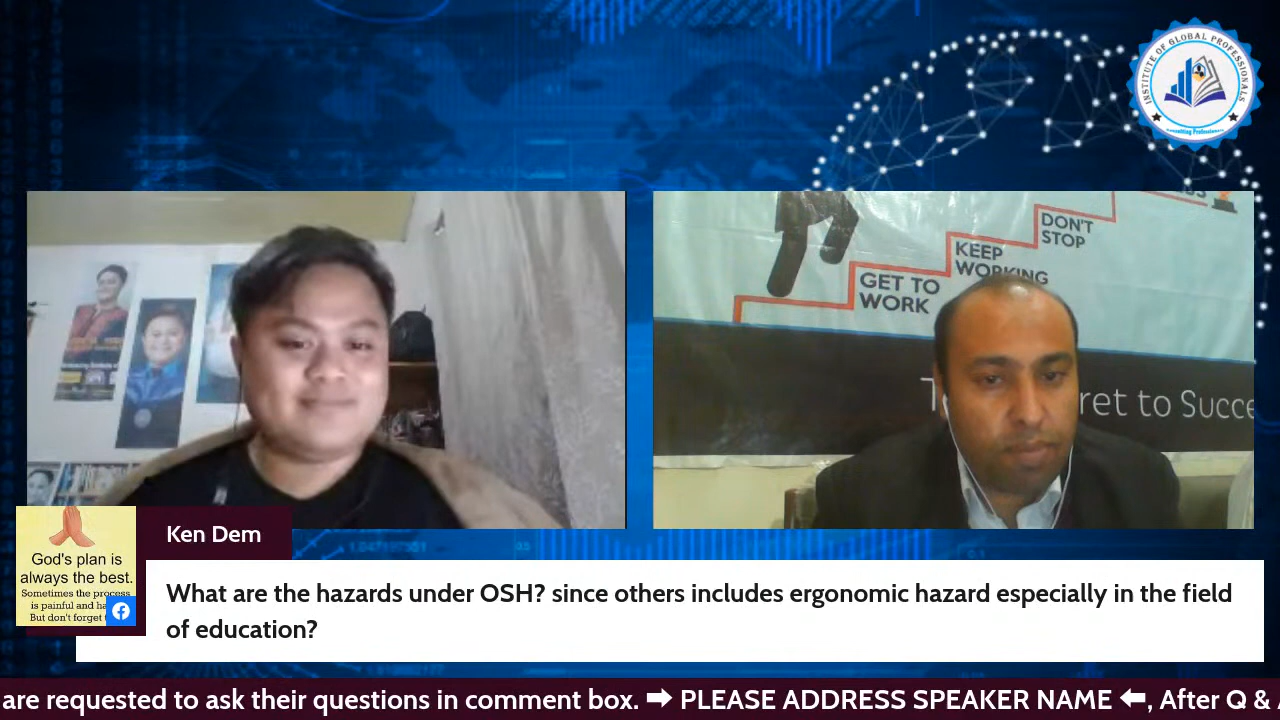 INSTITUTE OF GLOBAL PROFESSIONALS
Consulting Professionals
DON'T
STOP
KEEP
WORKING
GET TO
WORK
ret to Succe
Ken Dem
God's plan is
always the best.
Sometimes the process
is painful and ha
But don't forget
What are the hazards under OSH? since others includes ergonomic hazard especially in the field
of education?
are requested to ask their questions in comment box. ➡ PLEASE ADDRESS SPEAKER NAME ⬅, After Q &